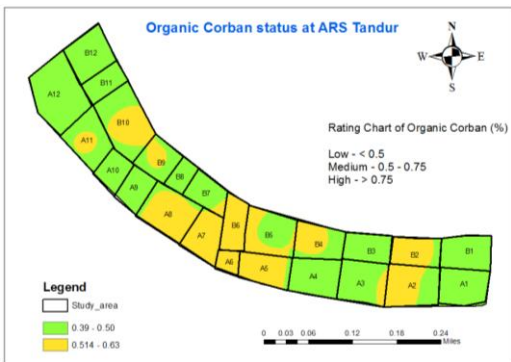 Organic Corban status at ARS Tandur
N
W E
S
B12
A12
B11
B10
A11
B9
A10
B8
A9
B7
A8
B6
A7
B6
B4
B3
B2
B1
A6
A5
A4
A3
A2
A1
Rating Chart of Organic Corban (%)
Low - < 0.5
Medium - 0.5 - 0.75
High - > 0.75
Legend
Study_area
0.39 - 0.50
0.514 - 0.63
0 0.03 0.06 0.12 0.18 0.24
Miles